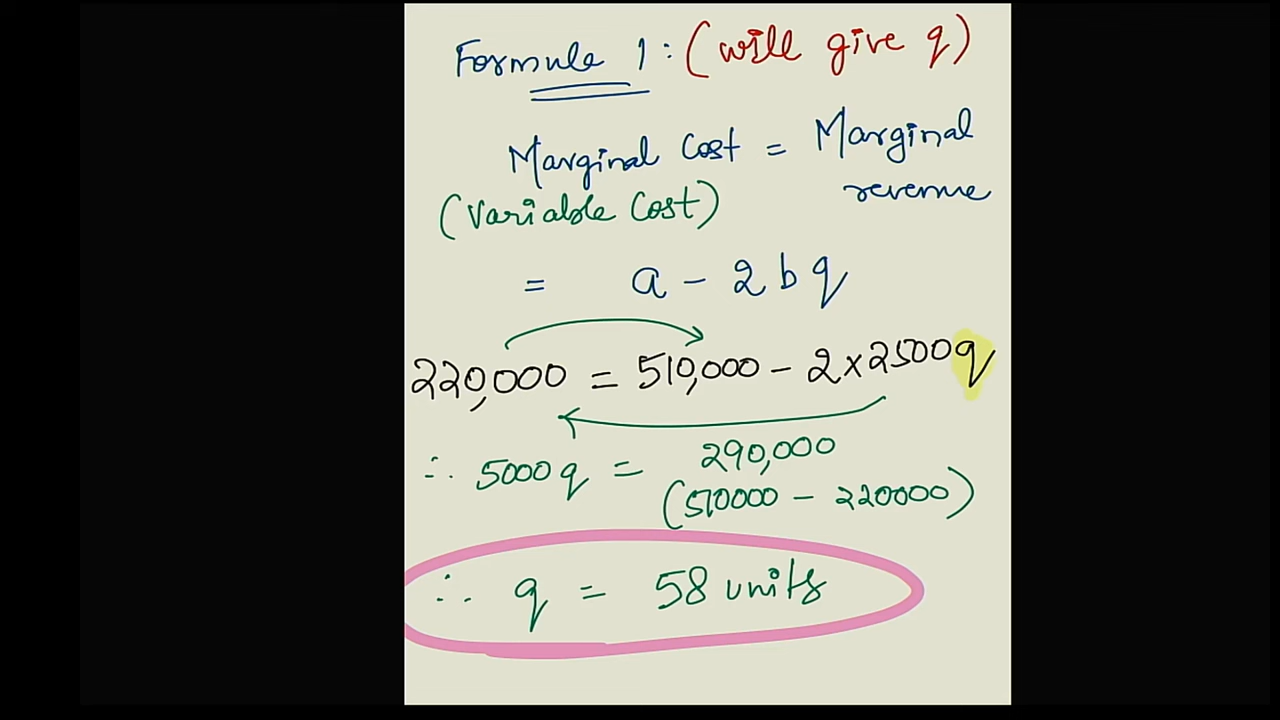 Formule 1: (will give q)
Marginal Cost = Marginal revenue
(Variable Cost)
= a - 2bq
220,000 = 510,000 - 2 x 2500q
∴ 5000q = 290,000
(510000 - 220000)
∴ q = 58 units